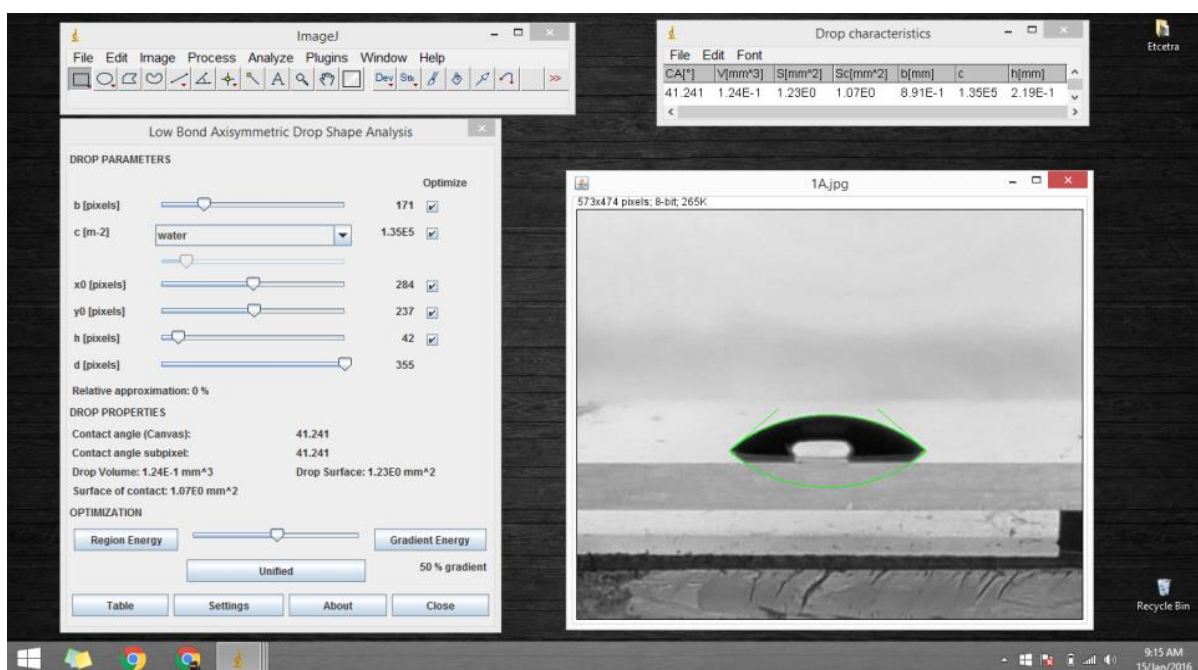 ImageJ
File Edit Image Process Analyze Plugins Window Help
Dev Stk >>
Drop characteristics
File Edit Font
CA[°] V[mm^3] S[mm^2] Sc[mm^2] b[mm] c h[mm]
41.241 1.24E-1 1.23E0 1.07E0 8.91E-1 1.35E5 2.19E-1
Etcetra
Low Bond Axisymmetric Drop Shape Analysis
DROP PARAMETERS
Optimize
b [pixels] 171
c [m-2] water 1.35E5
x0 [pixels] 284
y0 [pixels] 237
h [pixels] 42
d [pixels] 355
Relative approximation: 0 %
DROP PROPERTIES
Contact angle (Canvas): 41.241
Contact angle subpixel: 41.241
Drop Volume: 1.24E-1 mm^3 Drop Surface: 1.23E0 mm^2
Surface of contact: 1.07E0 mm^2
OPTIMIZATION
Region Energy Gradient Energy
Unified 50 % gradient
Table Settings About Close
1A.jpg
573x474 pixels; 8-bit; 265K
Recycle Bin
9:15 AM
15/Jan/2016